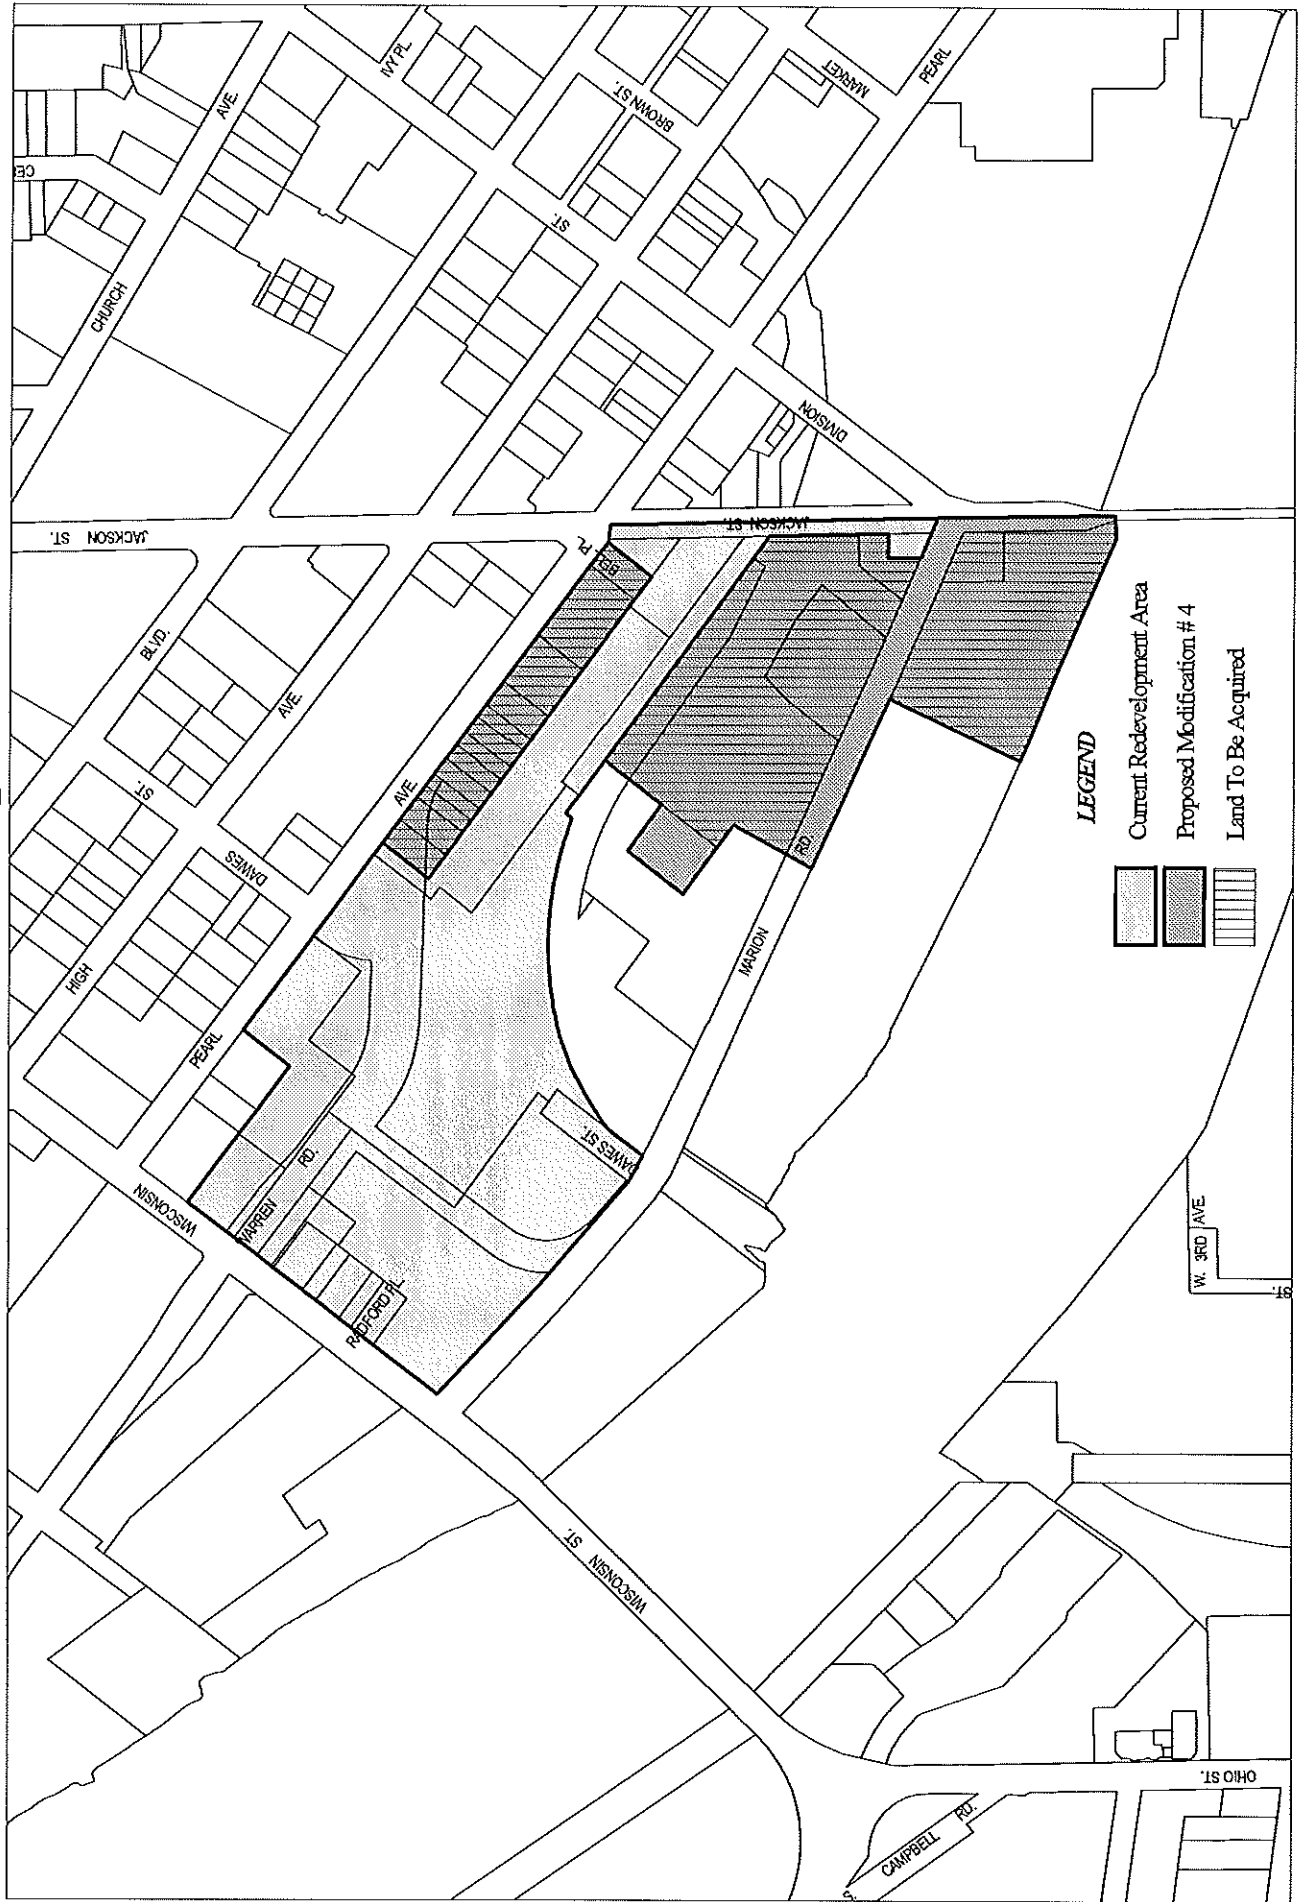 CHURCH
AVE.
IVY PL.
BROWN ST.
MARKET
PEARL
ST.
DIVISION
JACKSON ST.
JACKSON ST.
BLVD.
AVE.
ST.
DAWES
HIGH
PEARL
AVE.
WISCONSIN
WARREN
RD.
RADFORD PL.
DAWES ST.
MARION
RD.
ST.
WISCONSIN
W. 3RD AVE.
ST.
OHIO ST.
CAMPBELL
RD.
LEGEND
Current Redevelopment Area
Proposed Modification # 4
Land To Be Acquired